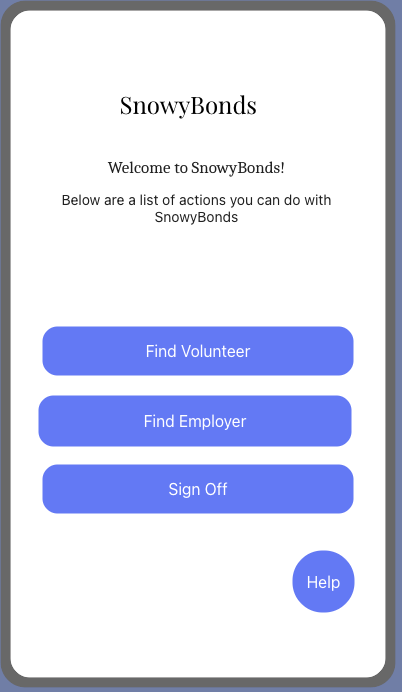 SnowyBonds
Welcome to SnowyBonds!
Below are a list of actions you can do with
SnowyBonds
Find Volunteer
Find Employer
Sign Off
Help